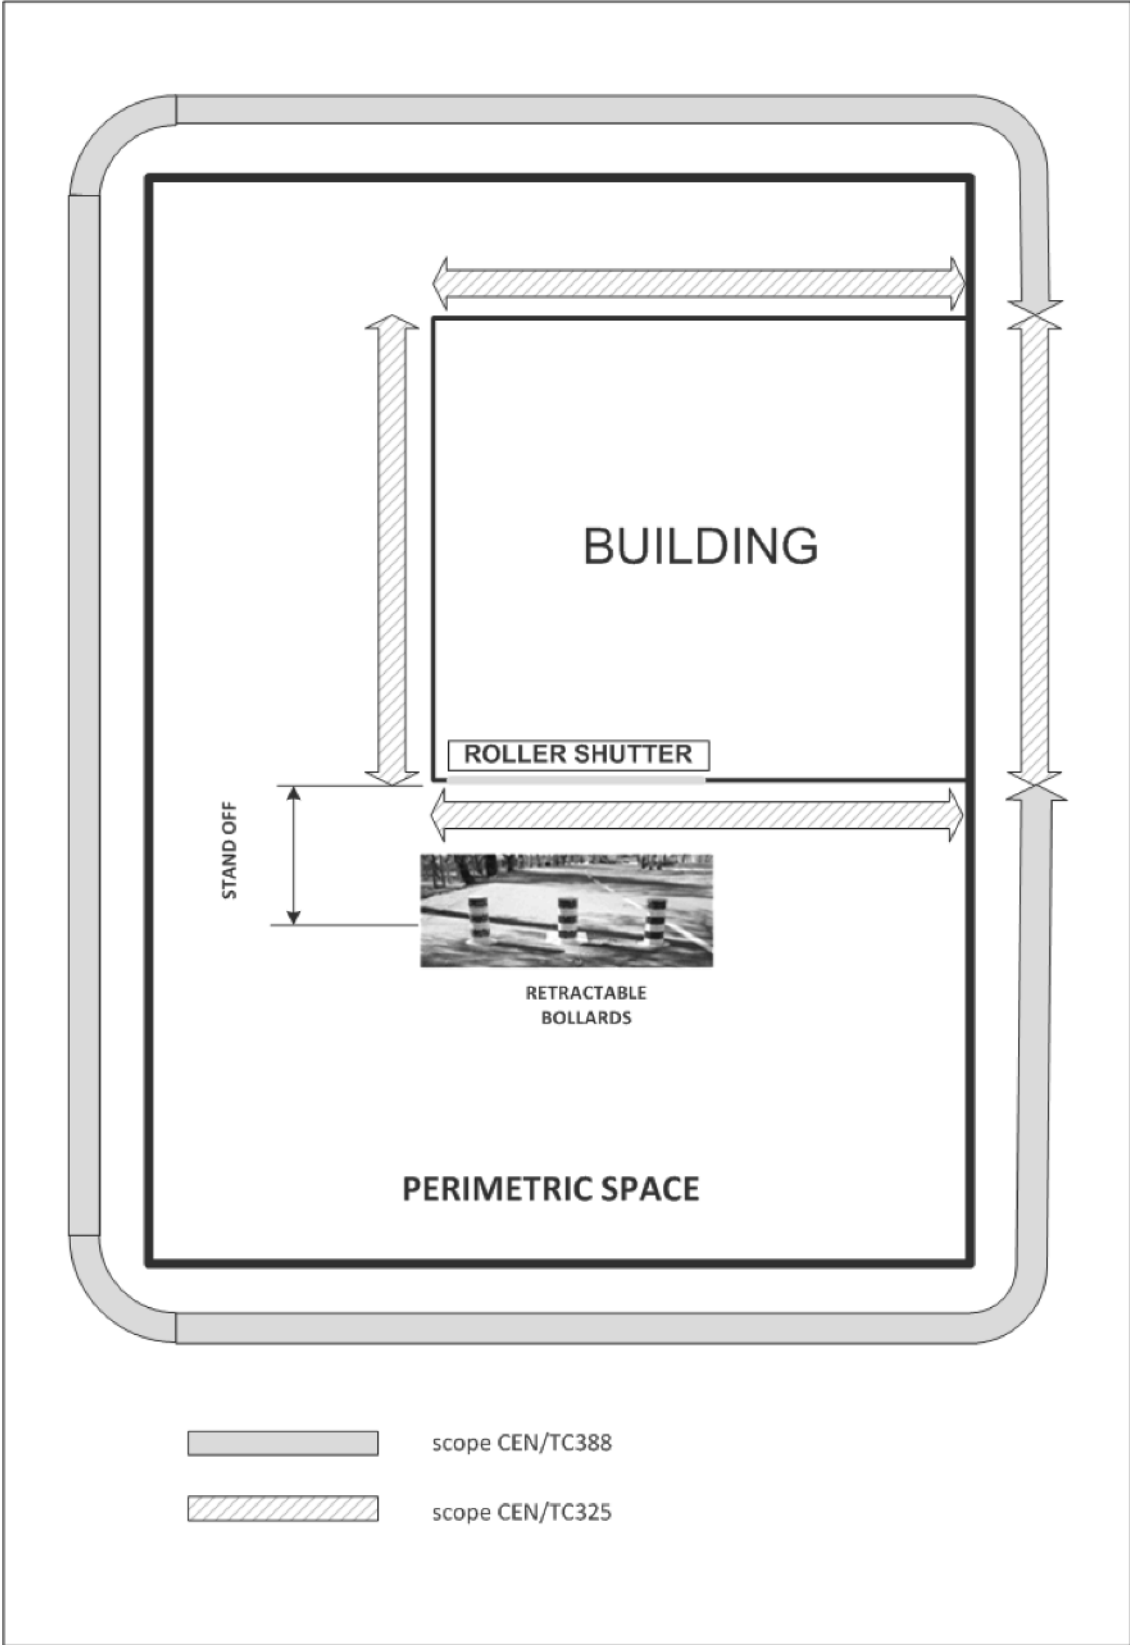 BUILDING
ROLLER SHUTTER
STAND OFF
RETRACTABLE
BOLLARDS
PERIMETRIC SPACE
scope CEN/TC388
scope CEN/TC325